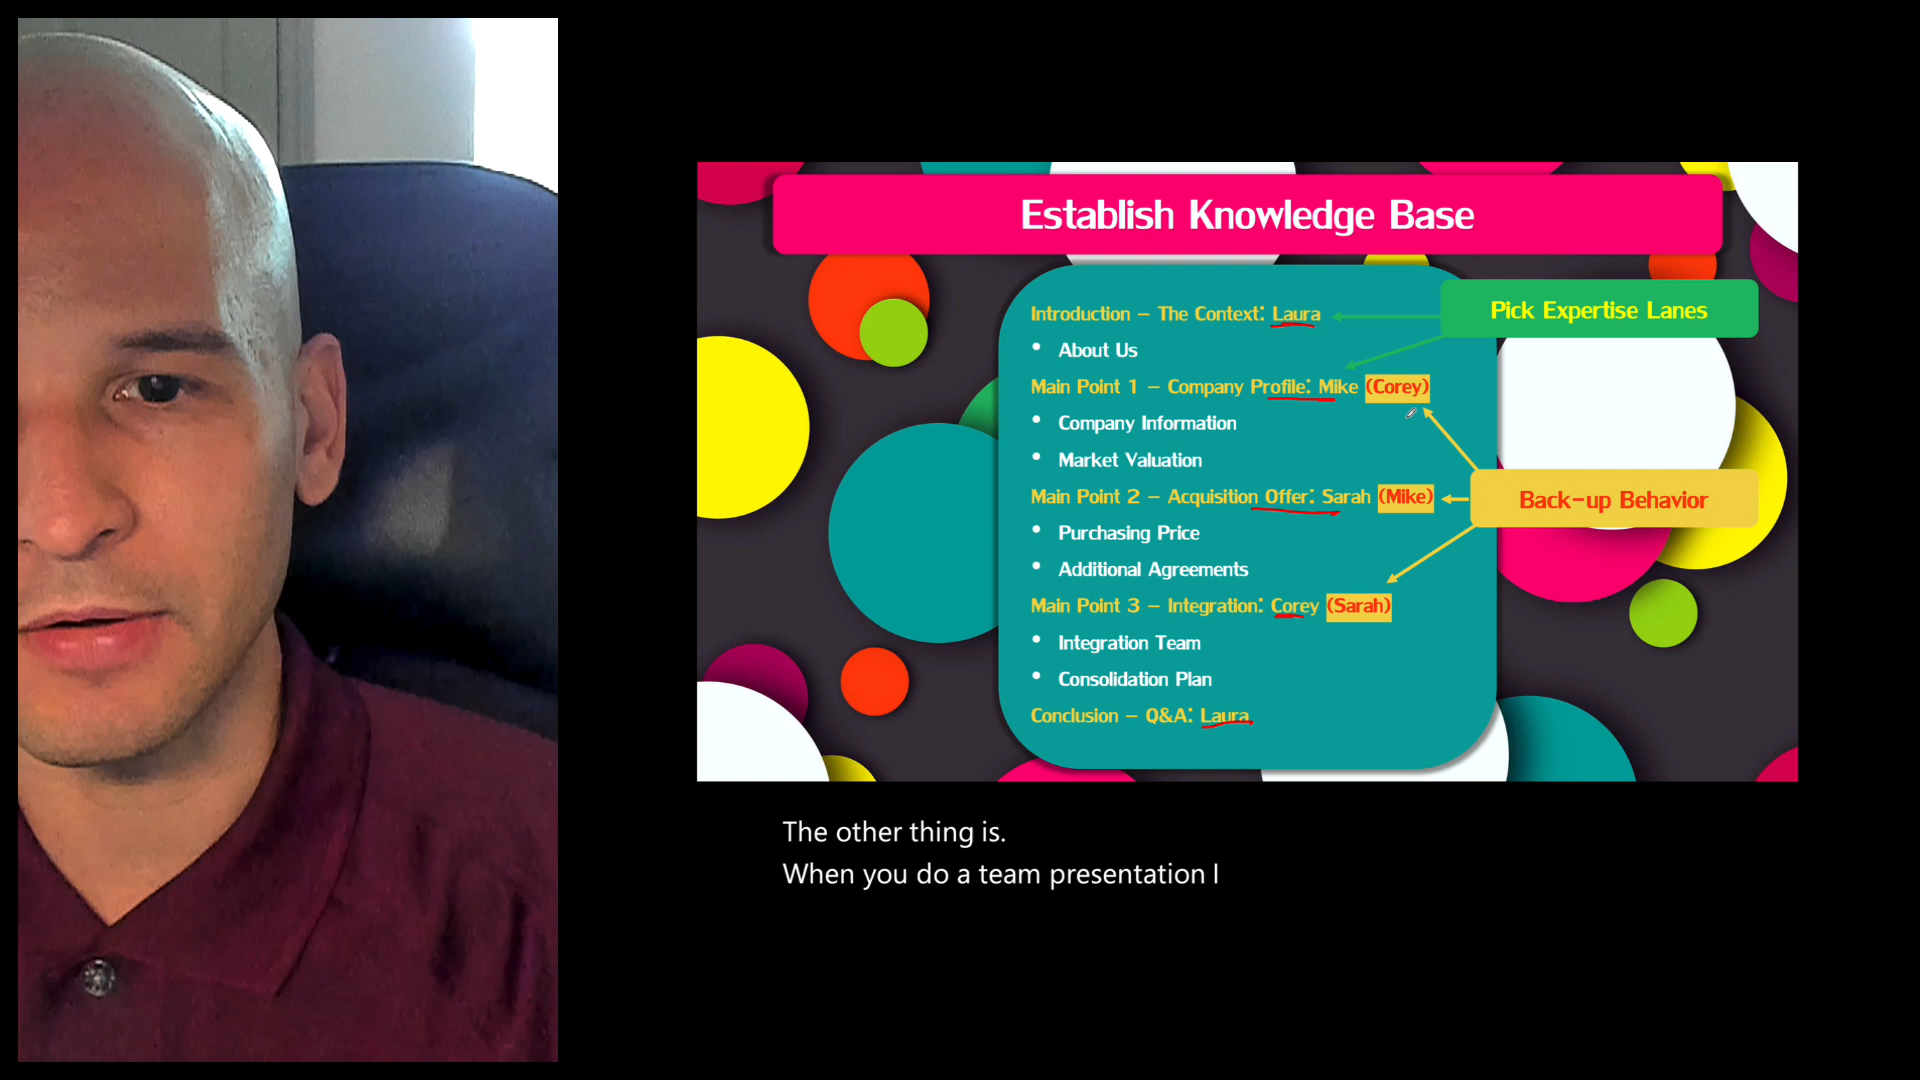 Establish Knowledge Base
Pick Expertise Lanes
Introduction – The Context: Laura
• About Us
Main Point 1 – Company Profile: Mike (Corey)
• Company Information
• Market Valuation
Main Point 2 – Acquisition Offer: Sarah (Mike)
Back-up Behavior
• Purchasing Price
• Additional Agreements
Main Point 3 – Integration: Corey (Sarah)
• Integration Team
• Consolidation Plan
Conclusion – Q&A: Laura
The other thing is.
When you do a team presentation I